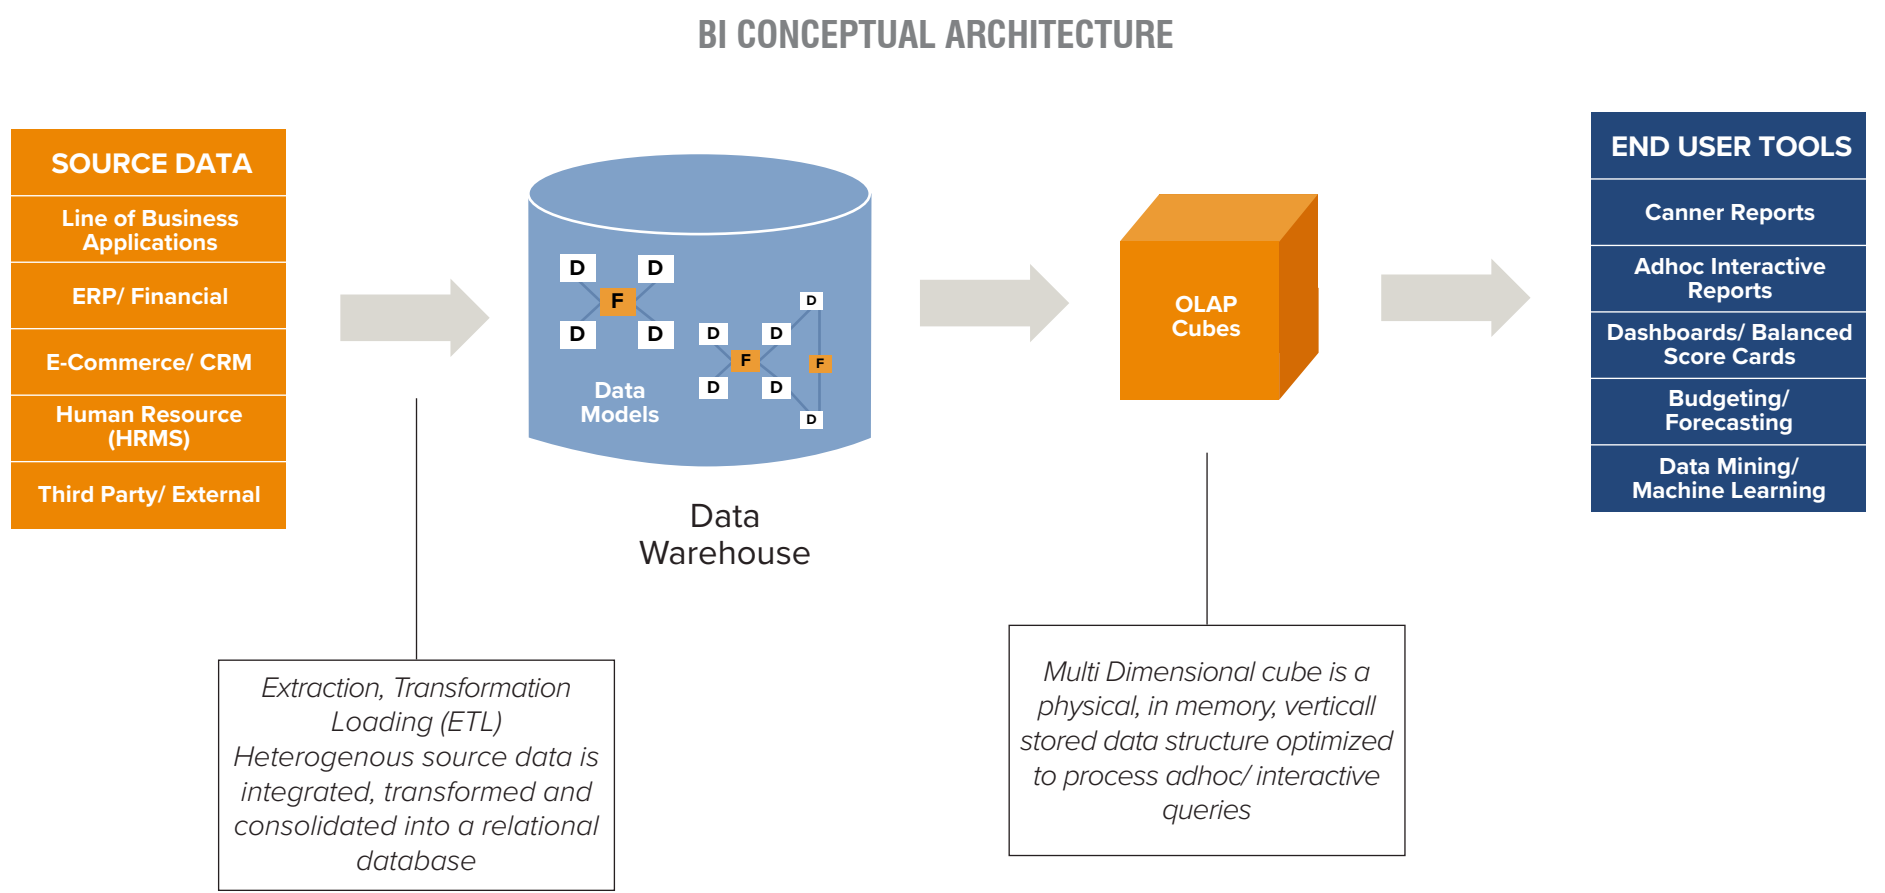 BI CONCEPTUAL ARCHITECTURE
SOURCE DATA
Line of Business
Applications
ERP/ Financial
E-Commerce/ CRM
Human Resource
(HRMS)
Third Party/ External
D
D
F
D
D
Data
Models
D
D
D
F
F
D
D
D
Data
Warehouse
OLAP
Cubes
END USER TOOLS
Canner Reports
Adhoc Interactive
Reports
Dashboards/ Balanced
Score Cards
Budgeting/
Forecasting
Data Mining/
Machine Learning
Extraction, Transformation
Loading (ETL)
Heterogenous source data is
integrated, transformed and
consolidated into a relational
database
Multi Dimensional cube is a
physical, in memory, verticall
stored data structure optimized
to process adhoc/ interactive
queries